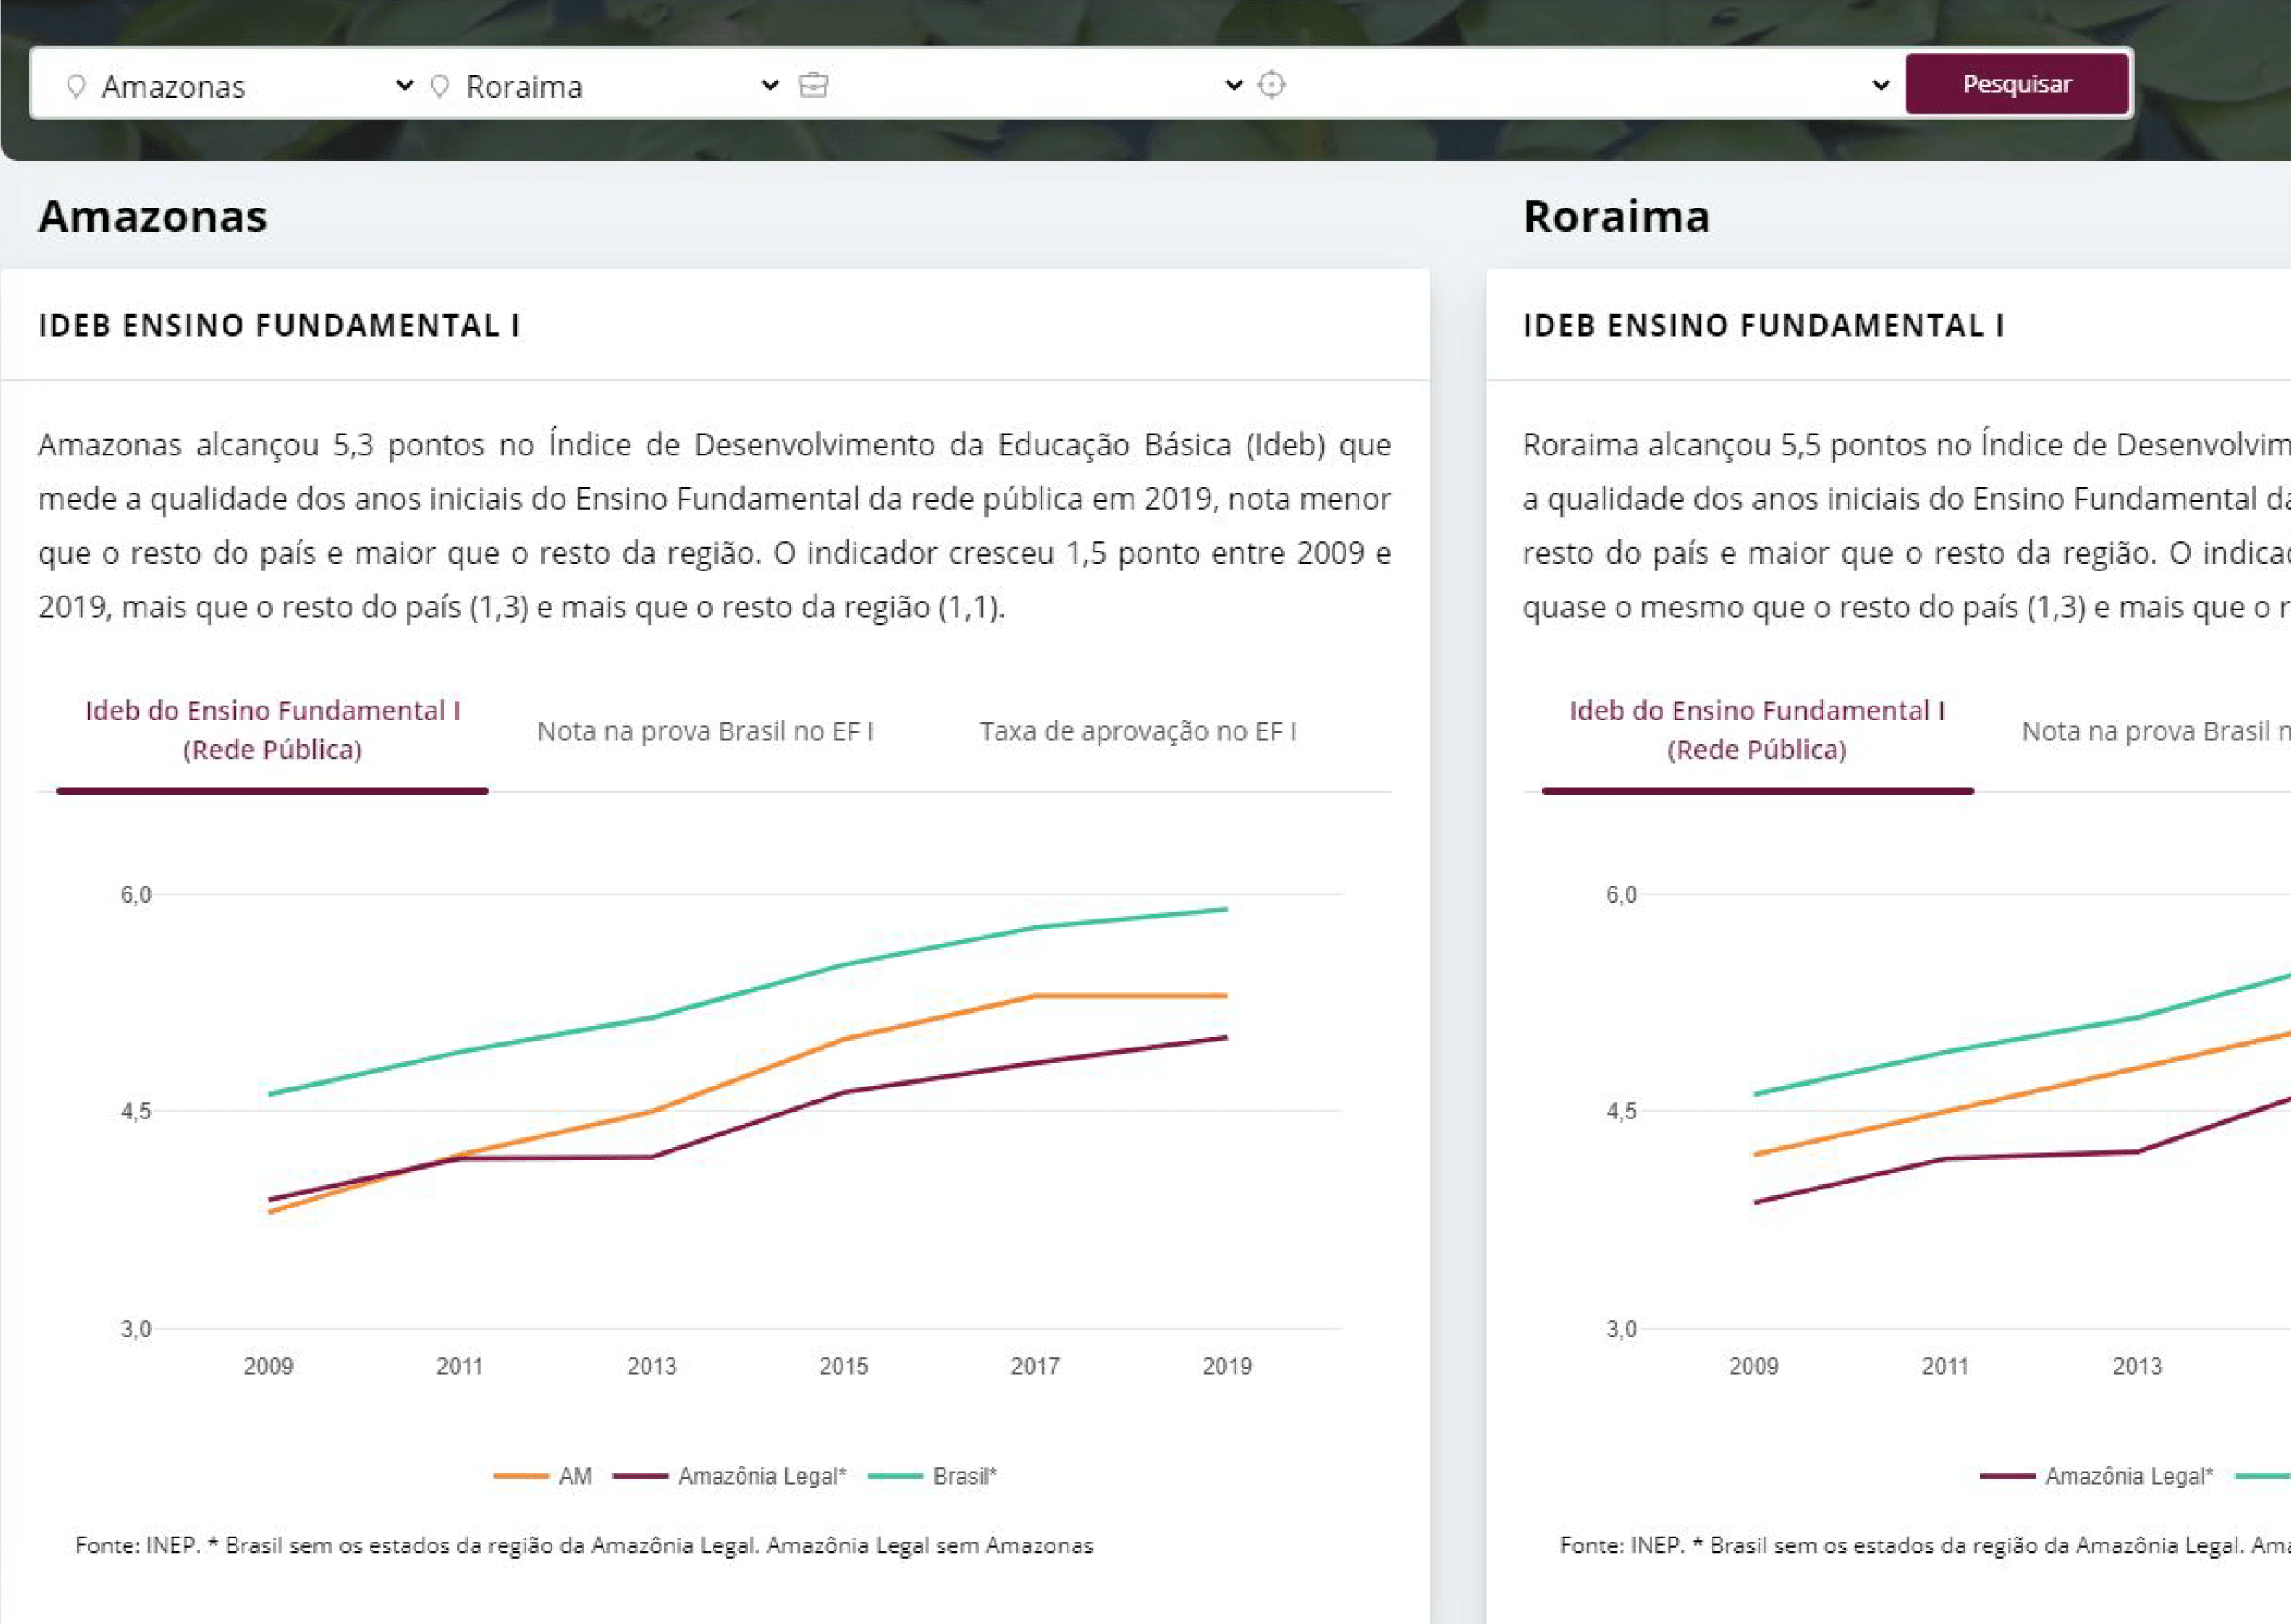 Amazonas
Roraima
Pesquisar
Amazonas
IDEB ENSINO FUNDAMENTAL I
Amazonas alcançou 5,3 pontos no Índice de Desenvolvimento da Educação Básica (Ideb) que
mede a qualidade dos anos iniciais do Ensino Fundamental da rede pública em 2019, nota menor
que o resto do país e maior que o resto da região. O indicador cresceu 1,5 ponto entre 2009 e
2019, mais que o resto do país (1,3) e mais que o resto da região (1,1).
Ideb do Ensino Fundamental I
(Rede Pública)
Nota na prova Brasil no EF I
Taxa de aprovação no EF I
6,0
4,5
3,0
2009 2011 2013 2015 2017 2019
AM Amazônia Legal* Brasil*
Fonte: INEP. * Brasil sem os estados da região da Amazônia Legal. Amazônia Legal sem Amazonas
Roraima
IDEB ENSINO FUNDAMENTAL I
Roraima alcançou 5,5 pontos no Índice de
a qualidade dos anos iniciais do Ensino Fundamental
resto do país e maior que o resto da região. O
quase o mesmo que o resto do país (1,3) e mais que o
Ideb do Ensino Fundamental I
(Rede Pública)
Nota na prova Brasil
6,0
4,5
3,0
2009 2011 2013
Amazônia Legal*
Fonte: INEP. * Brasil sem os estados da região da Amazônia Legal.